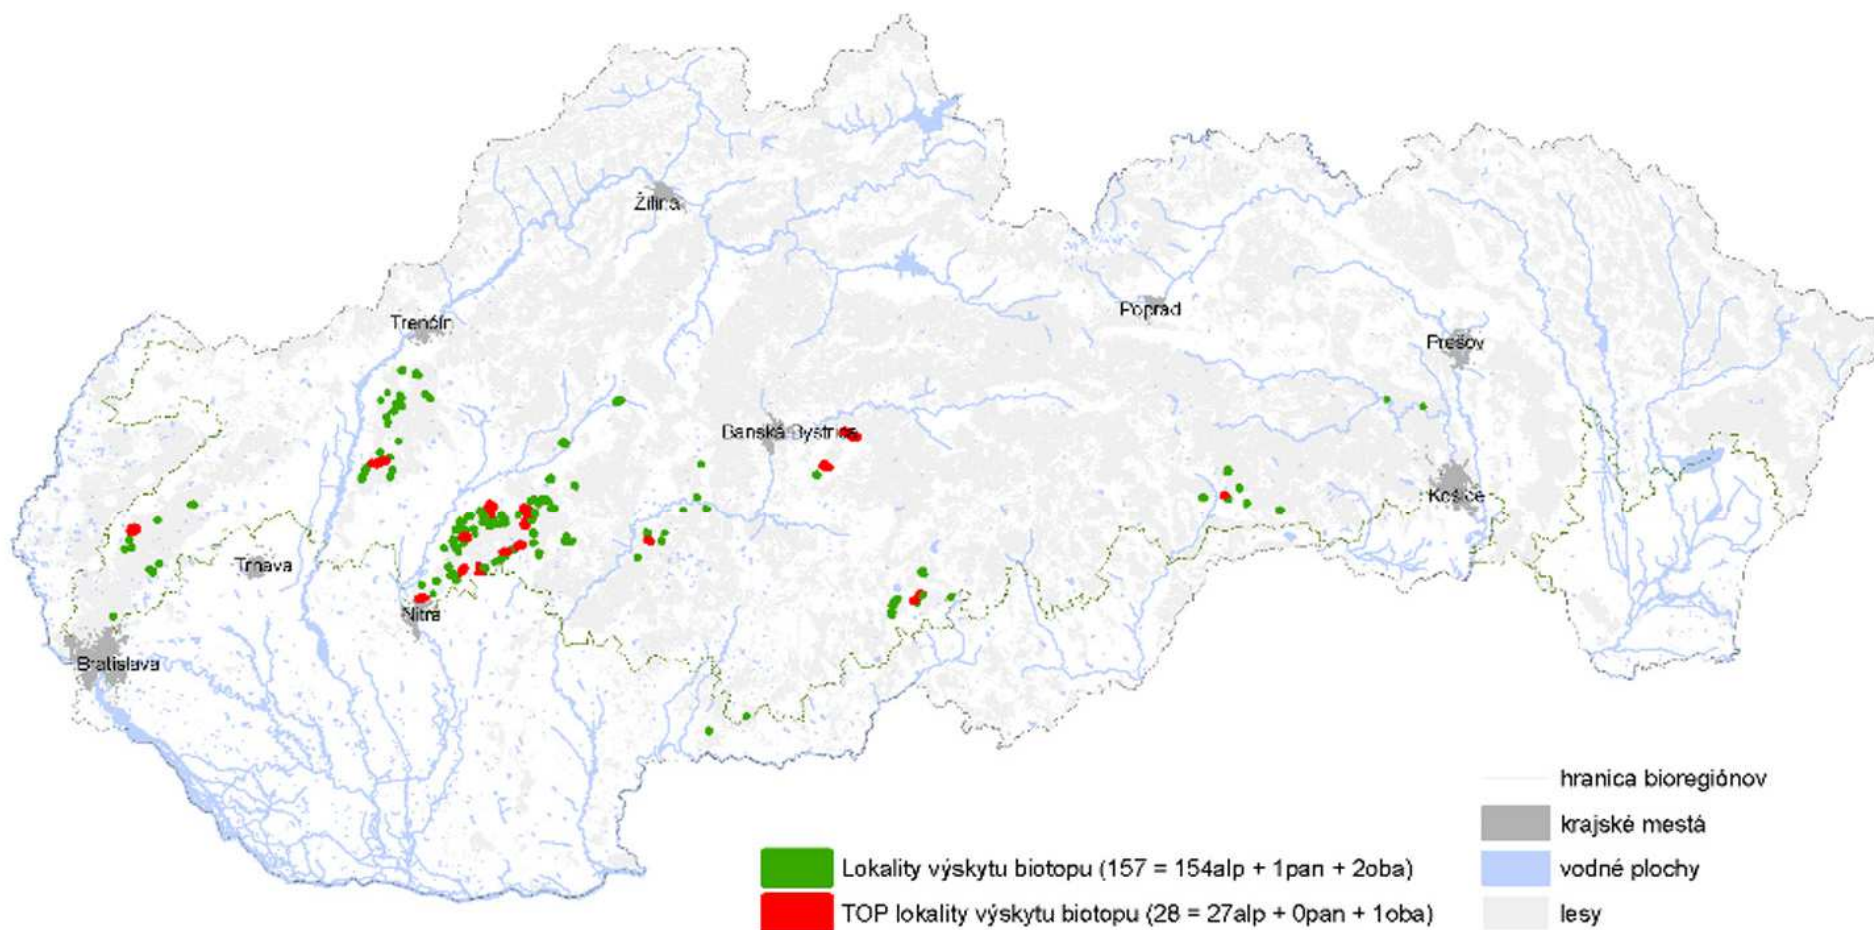 Žilina
Trenčín
Poprad
Prešov
Banská Bystrica
Košice
Trnava
Nitra
Bratislava
hranica bioregiónov
krajské mestá
Lokality výskytu biotopu (157 = 154alp + 1pan + 2oba)
vodné plochy
TOP lokality výskytu biotopu (28 = 27alp + 0pan + 1oba)
lesy